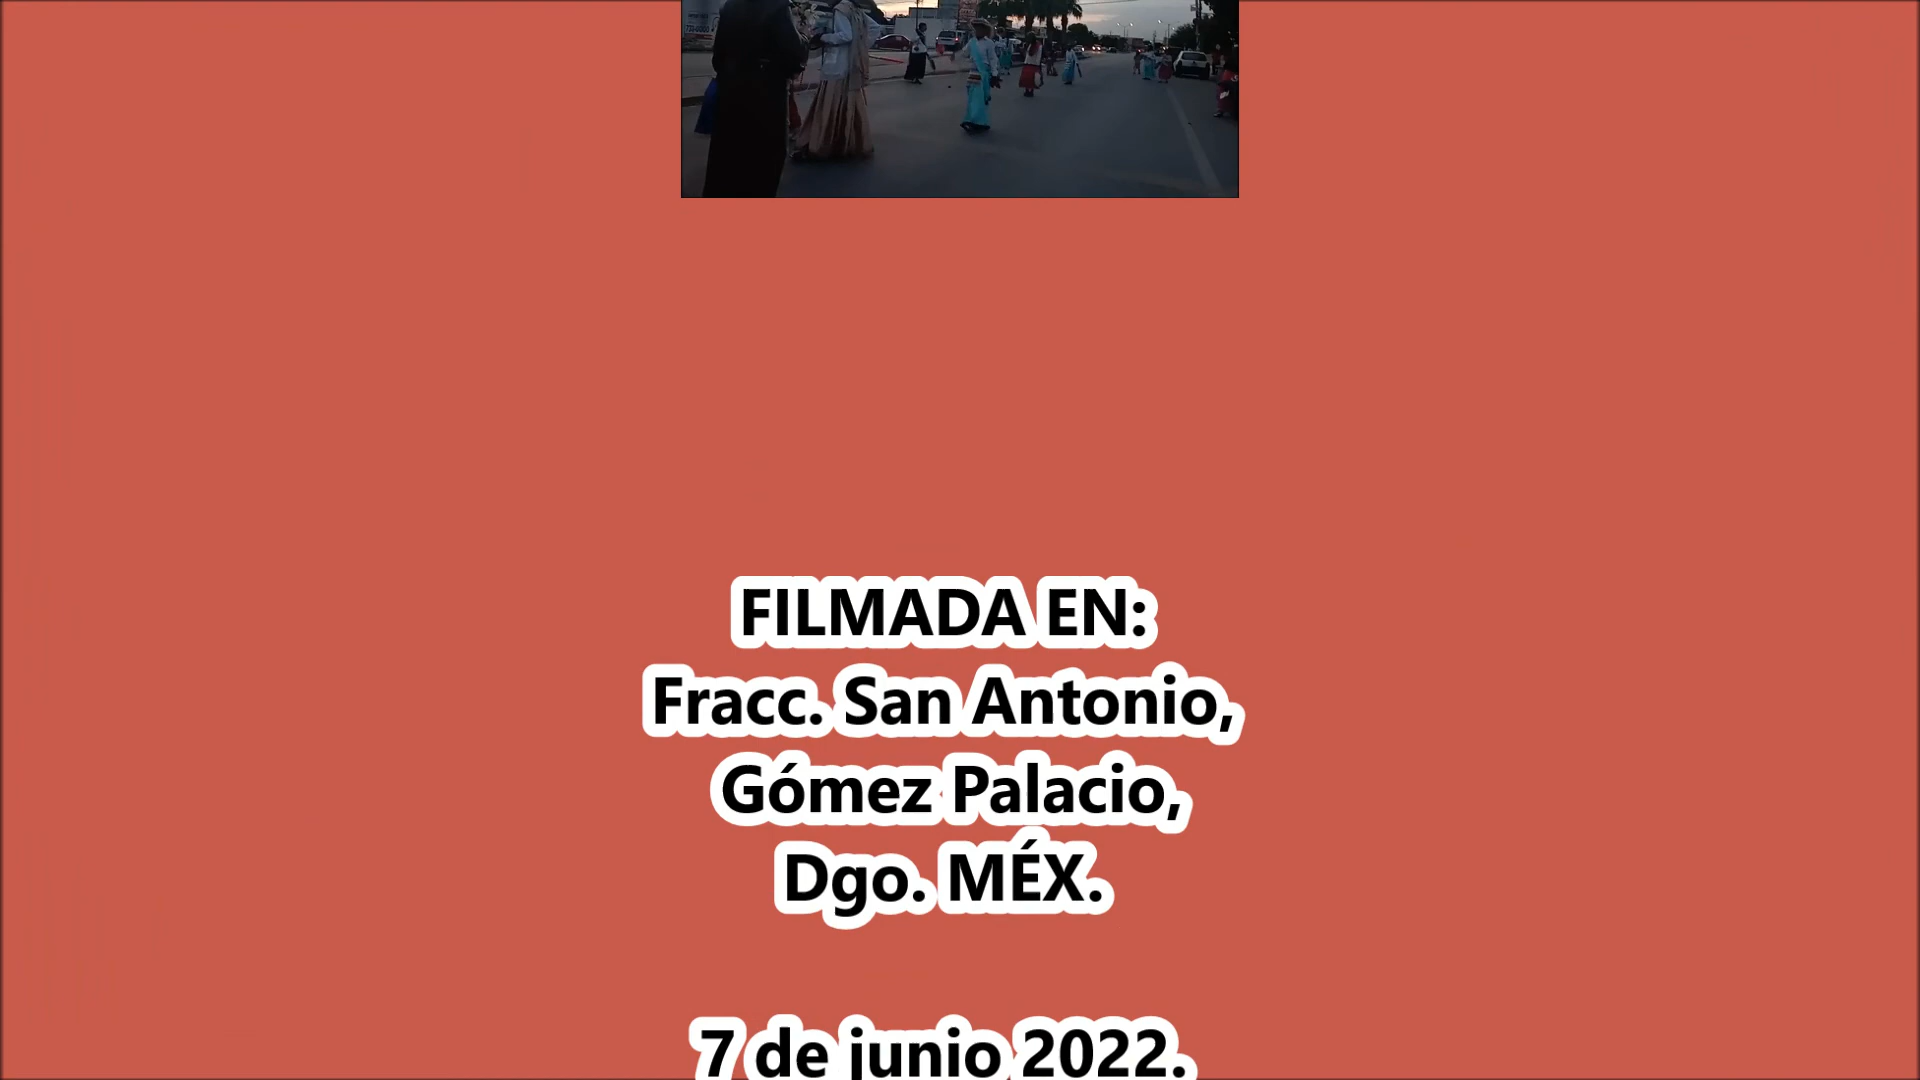 FILMADA EN:
Fracc. San Antonio,
Gómez Palacio,
Dgo. MÉX.
7 de junio 2022.